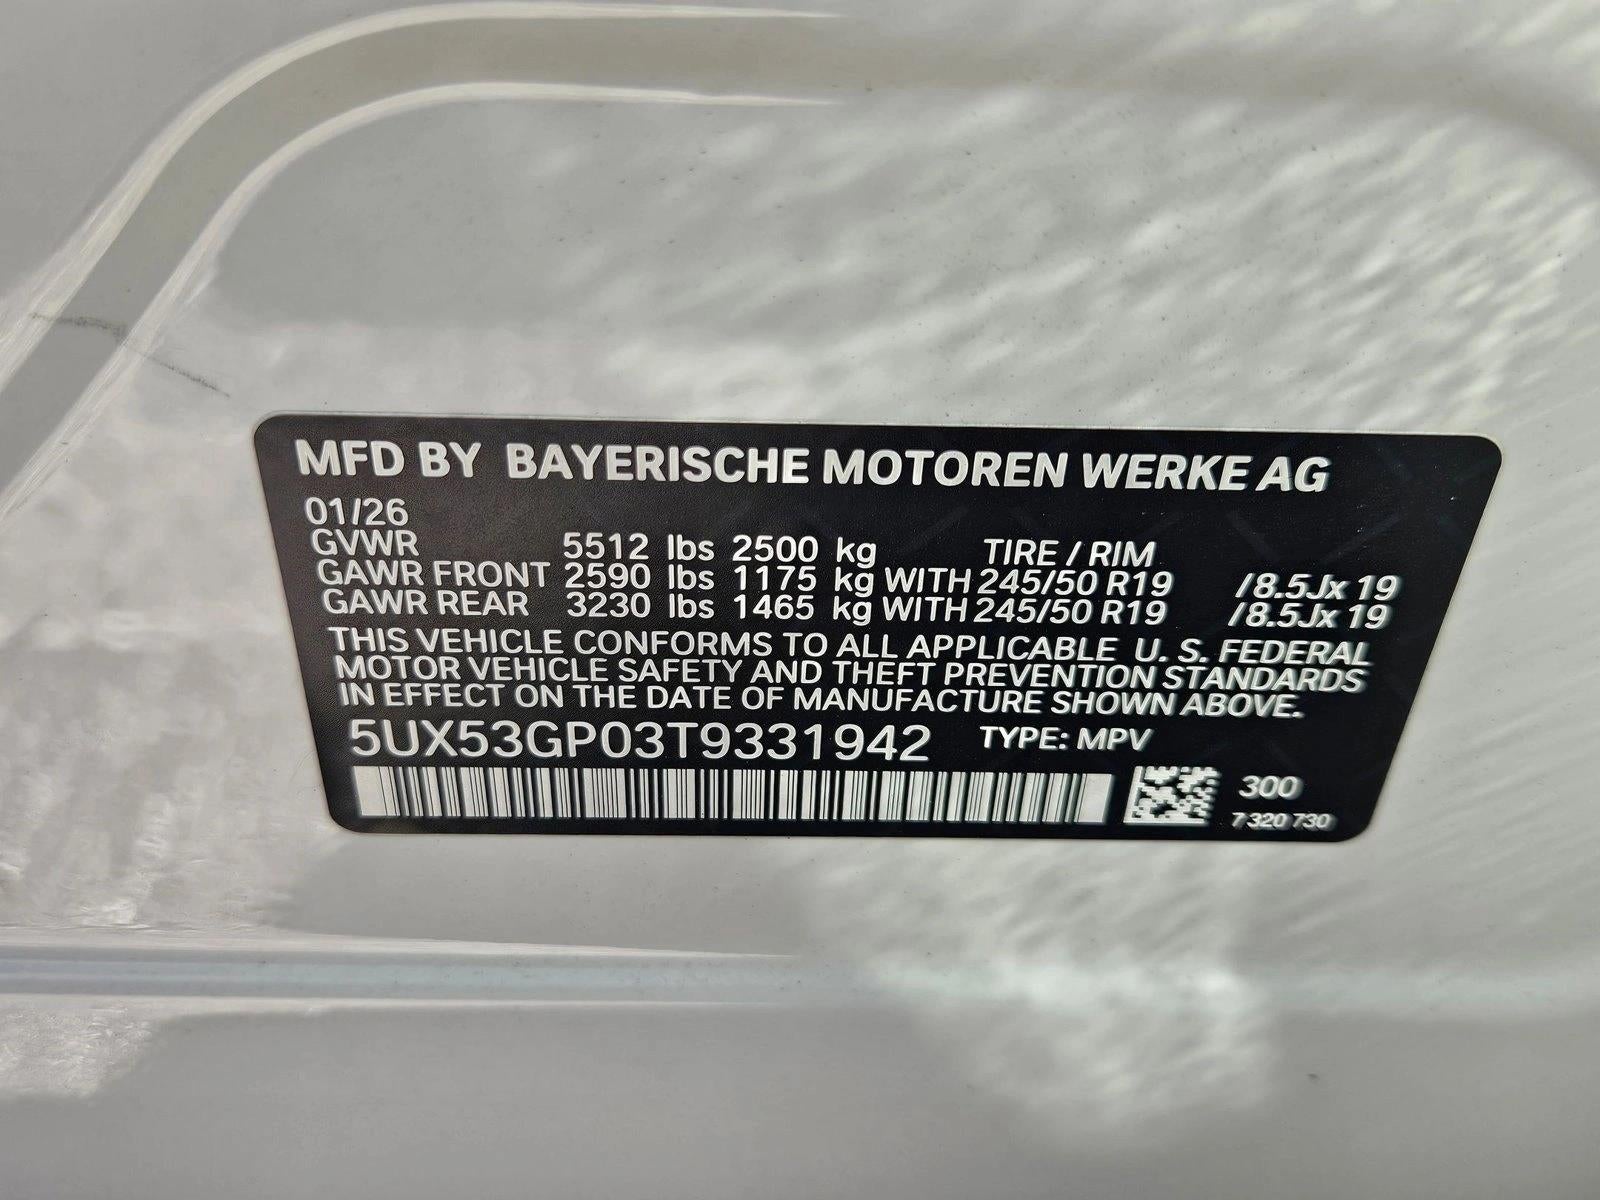 MFD BY BAYERISCHE MOTOREN WERKE AG
01/26
GVWR 5512 lbs 2500 kg TIRE / RIM
GAWR FRONT 2590 lbs 1175 kg WITH 245/50 R19 /8.5Jx 19
GAWR REAR 3230 lbs 1465 kg WITH 245/50 R19 /8.5Jx 19
THIS VEHICLE CONFORMS TO ALL APPLICABLE U. S. FEDERAL
MOTOR VEHICLE SAFETY AND THEFT PREVENTION STANDARDS
IN EFFECT ON THE DATE OF MANUFACTURE SHOWN ABOVE.
5UX53GP03T9331942 TYPE: MPV
300
7 320 730